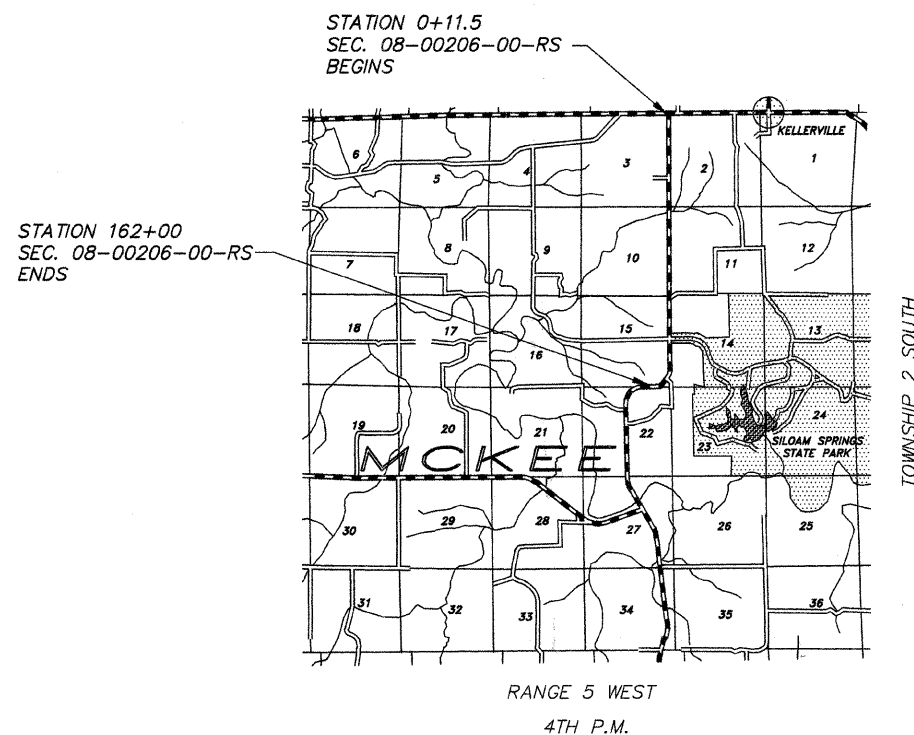 STATION 0+11.5
SEC. 08-00206-00-RS
BEGINS
KELLERVILLE
6
5
4
3
2
1
STATION 162+00
SEC. 08-00206-00-RS
ENDS
7
8
9
10
11
12
18
17
16
15
14
13
TOWNSHIP 2 SOUTH
19
20
21
22
23
24
SILOAM SPRINGS
STATE PARK
MCKEE
30
29
28
27
26
25
31
32
33
34
35
36
RANGE 5 WEST
4TH P.M.